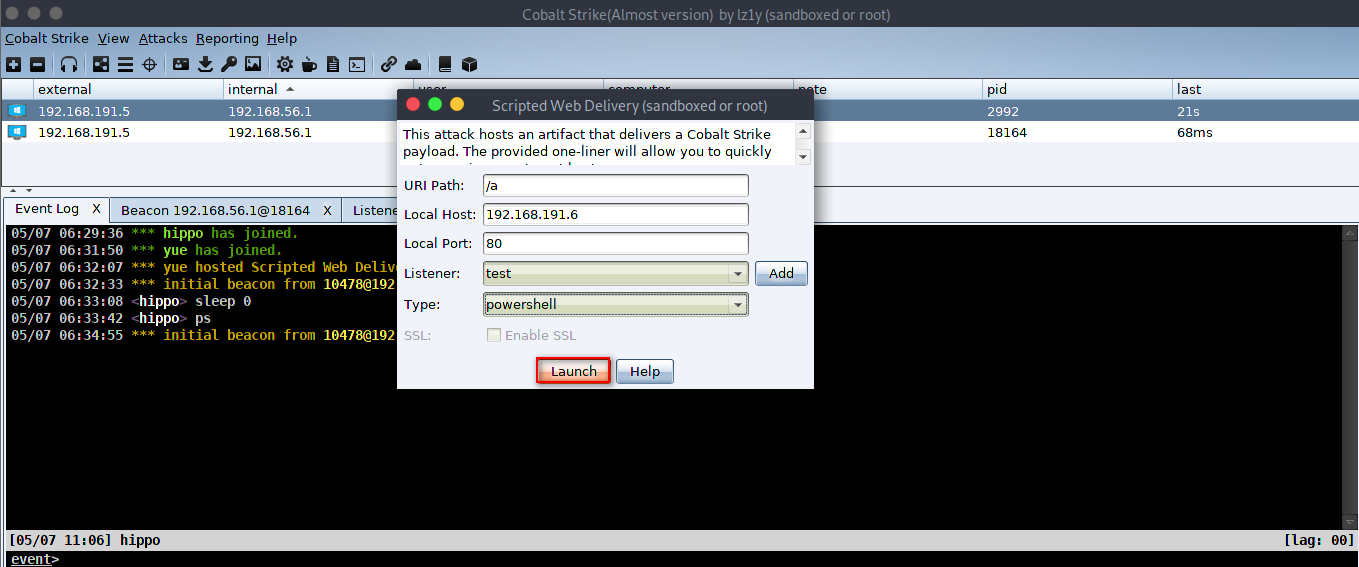 Cobalt Strike(Almost version) by lz1y (sandboxed or root)
Cobalt Strike View Attacks Reporting Help
external internal note pid last
192.168.191.5 192.168.56.1 2992 21s
192.168.191.5 192.168.56.1 18164 68ms
Scripted Web Delivery (sandboxed or root)
This attack hosts an artifact that delivers a Cobalt Strike
payload. The provided one-liner will allow you to quickly
URI Path: /a
Local Host: 192.168.191.6
Local Port: 80
Listener: test Add
Type: powershell
SSL: Enable SSL
Launch Help
Event Log X Beacon 192.168.56.1@18164 X Listene
05/07 06:29:36 *** hippo has joined.
05/07 06:31:50 *** yue has joined.
05/07 06:32:07 *** yue hosted Scripted Web Delive
05/07 06:32:33 *** initial beacon from 10478@192
05/07 06:33:08 <hippo> sleep 0
05/07 06:33:42 <hippo> ps
05/07 06:34:55 *** initial beacon from 10478@192
[05/07 11:06] hippo [lag: 00]
event>